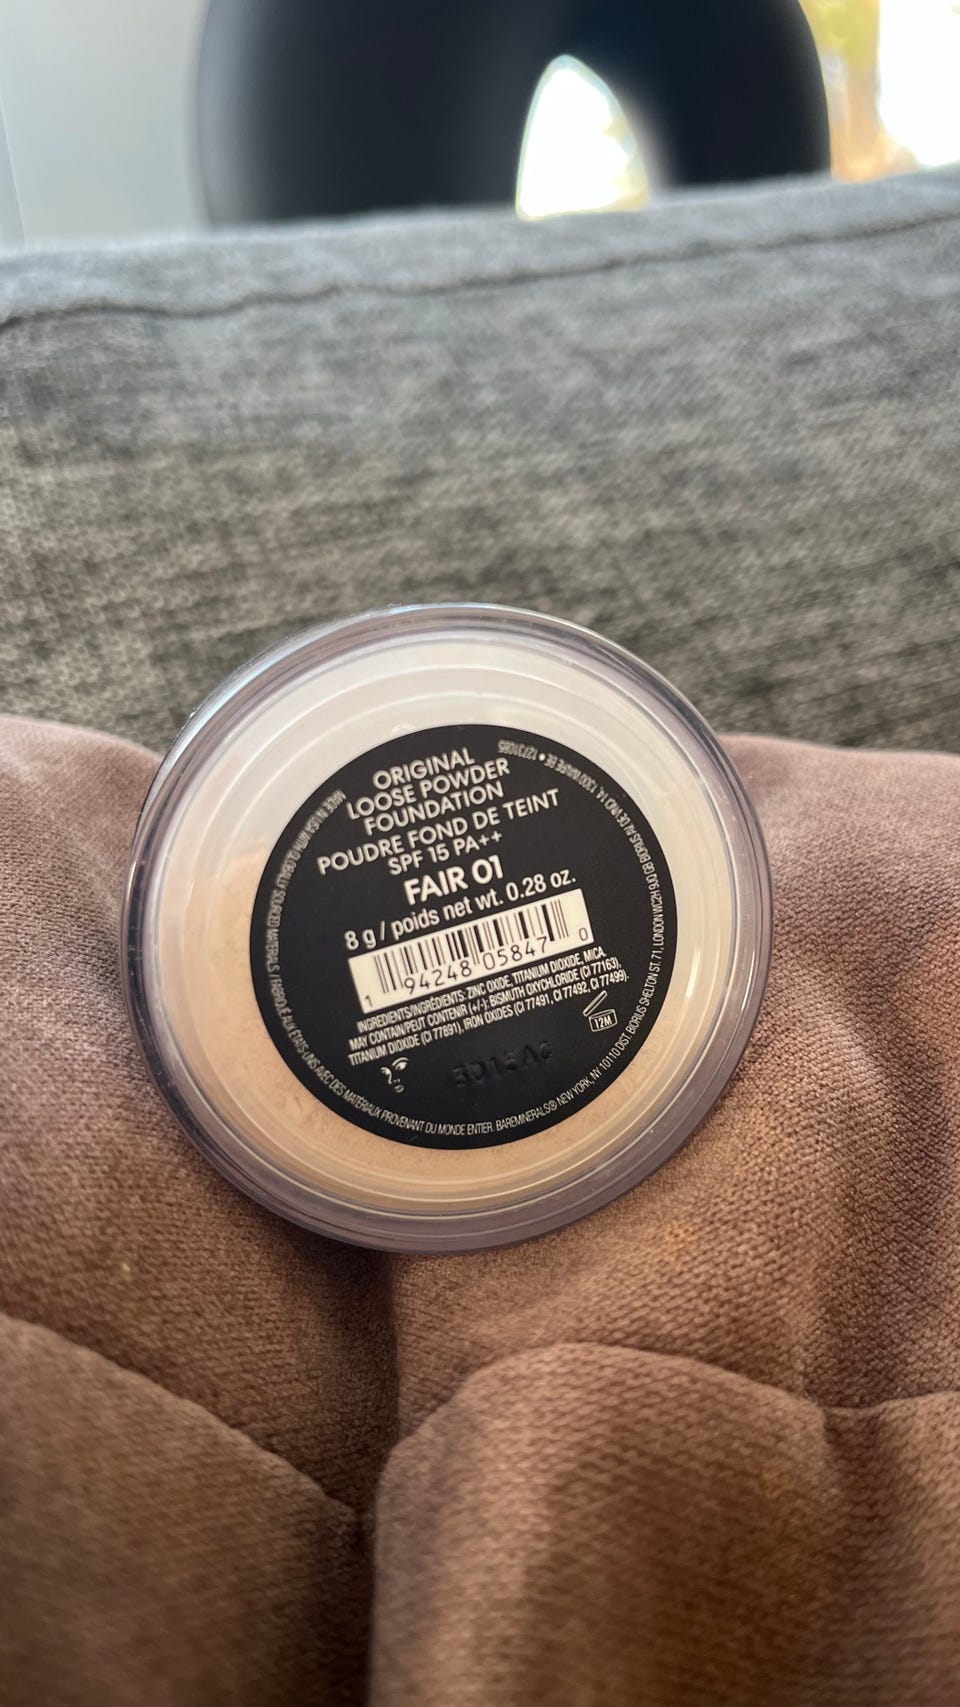 ORIGINAL
LOOSE POWDER
FOUNDATION
POUDRE FOND DE TEINT
SPF 15 PA++
FAIR 01
8 g / poids net wt. 0.28 oz.
1 94248 05847 0
INGREDIENTS/INGRÉDIENTS: ZINC OXIDE, TITANIUM DIOXIDE, MICA.
MAY CONTAIN/PEUT CONTENIR (+/-): BISMUTH OXYCHLORIDE (CI 77163),
TITANIUM DIOXIDE (CI 77891), IRON OXIDES (CI 77491, CI 77492, CI 77499).
12M
MADE IN USA WITH GLOBALLY SOURCED MATERIALS / FABRIQUÉ AUX ÉTATS-UNIS AVEC DES MATÉRIAUX PROVENANT DU MONDE ENTIER. BAREMINERALS® NEW YORK, NY 10110 DIST. BORIUS SHELTON ST. 71, LONDON WC2H 9JQ GB BORIUS